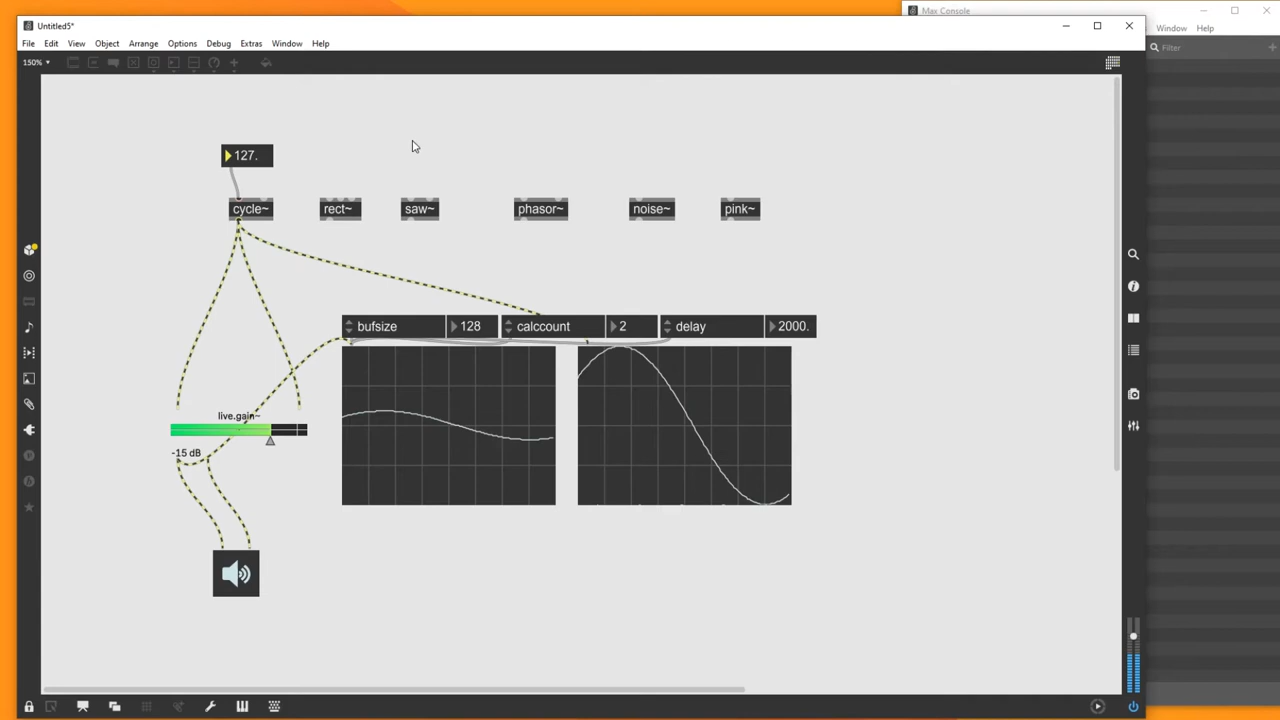 Max Console
Untitled5*
File Edit View Object Arrange Options Debug Extras Window Help
Window Help
150%
Filter
127.
cycle~ rect~ saw~ phasor~ noise~ pink~
bufsize 128 calccount 2 delay 2000.
live.gain~
-15 dB